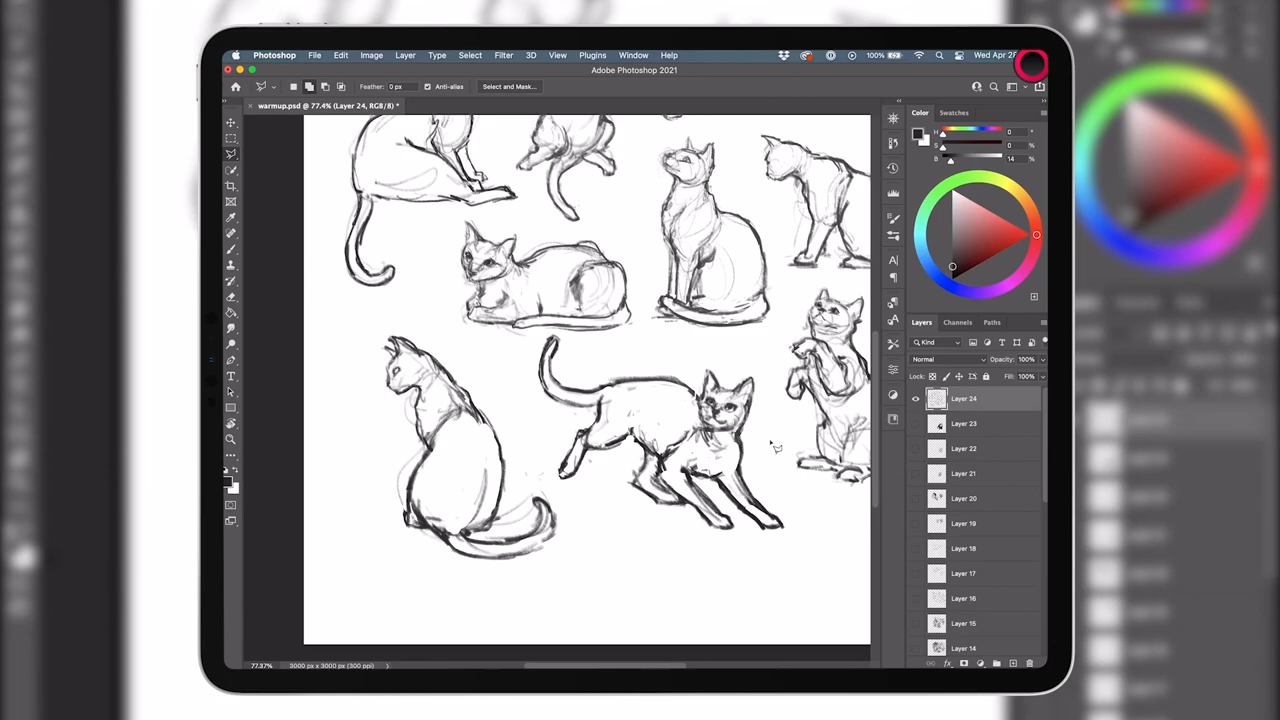 Photoshop File Edit Image Layer Type Select Filter 3D View Plugins Window Help 100% Wed Apr 28
Adobe Photoshop 2021
Feather: 0 px Anti-alias Select and Mask...
warmup.psd @ 77.4% (Layer 24, RGB/8) *
Color Swatches
H 0 °
S 0 %
B 14 %
Layers Channels Paths
Kind
Normal Opacity: 100%
Lock: Fill: 100%
Layer 24
Layer 23
Layer 22
Layer 21
Layer 20
Layer 19
Layer 18
Layer 17
Layer 16
Layer 15
Layer 14
77.37% 3000 px x 3000 px (300 ppi)